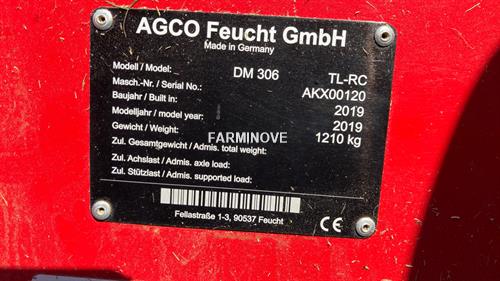 AGCO Feucht GmbH
Made in Germany
Modell / Model: DM 306 TL-RC
Masch.-Nr. / Serial No.: AKX00120
Baujahr / Built in: 2019
Modelljahr / model year: 2019
Gewicht / Weight: 1210 kg
FARMINOVE
Zul. Gesamtgewicht / Admis. total weight:
Zul. Achslast / Admis. axle load:
Zul. Stützlast / Admis. supported load:
Fellastraße 1-3, 90537 Feucht
CE